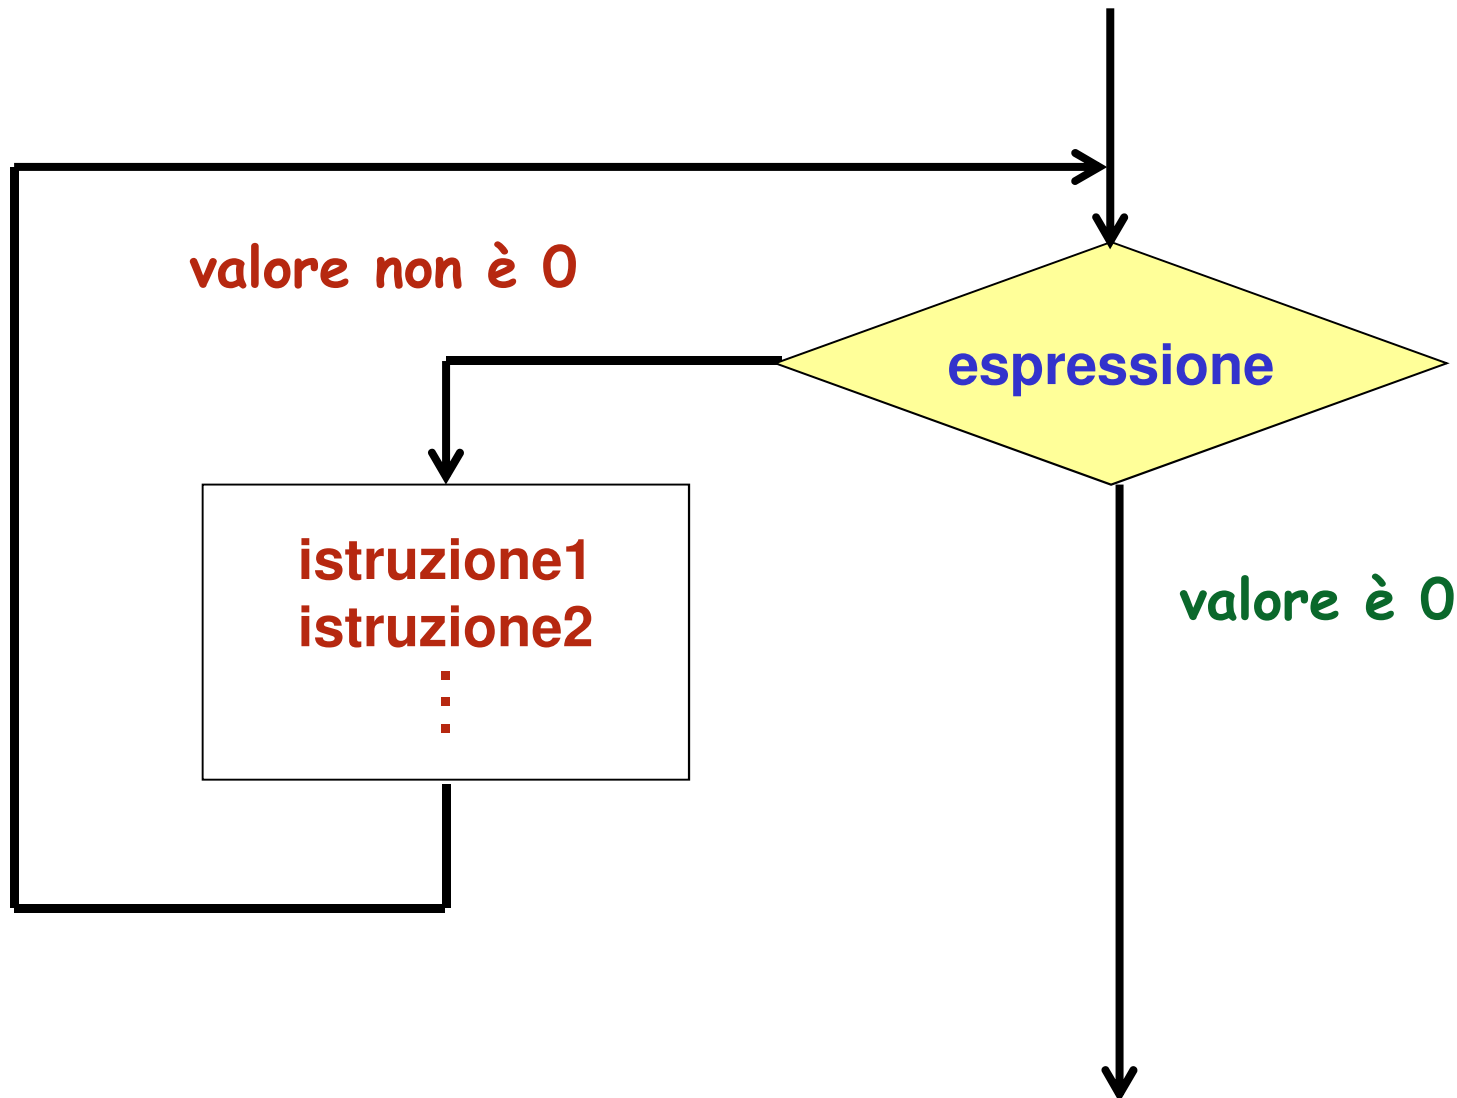 valore non è 0
espressione
istruzione1
istruzione2
valore è 0